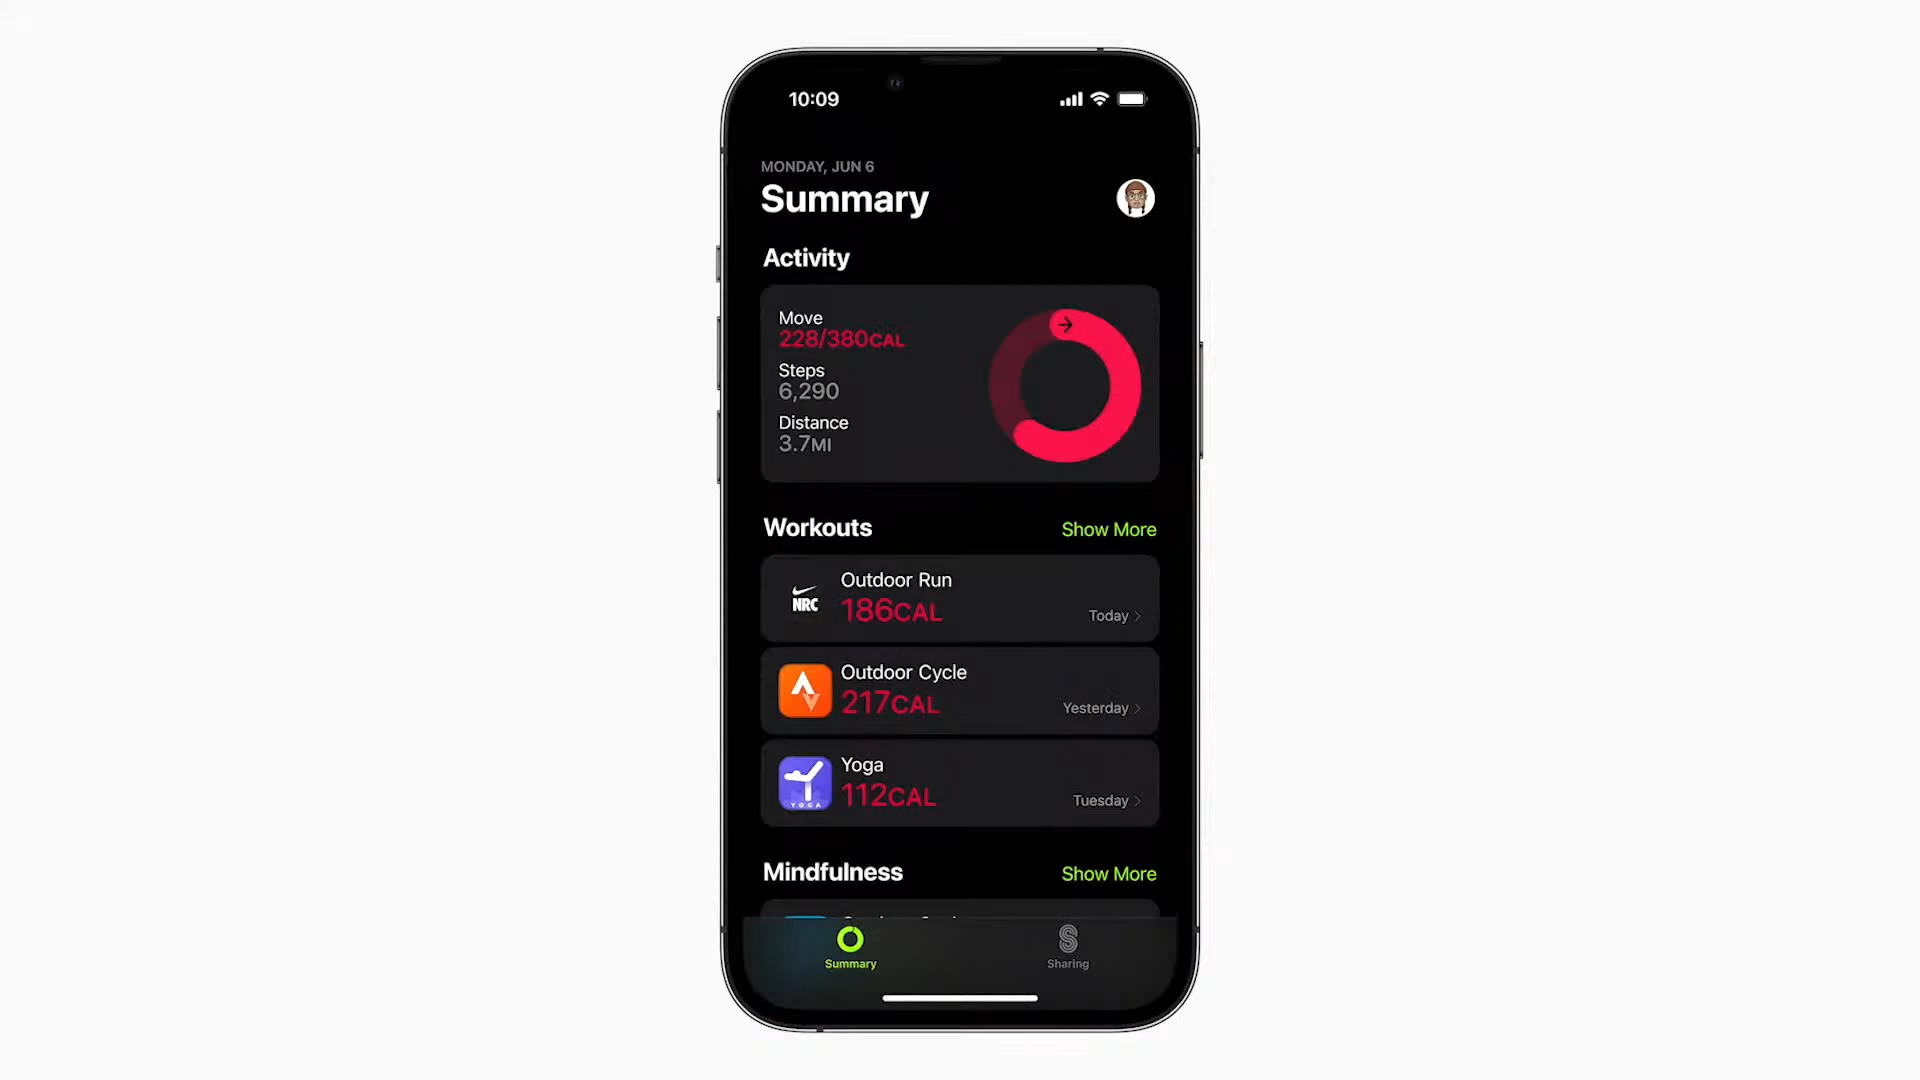 10:09
MONDAY, JUN 6
Summary
Activity
Move
228/380CAL
Steps
6,290
Distance
3.7MI
Workouts
Show More
NRC
Outdoor Run
186CAL
Today
Outdoor Cycle
217CAL
Yesterday
YOGA
Yoga
112CAL
Tuesday
Mindfulness
Show More
Summary
Sharing